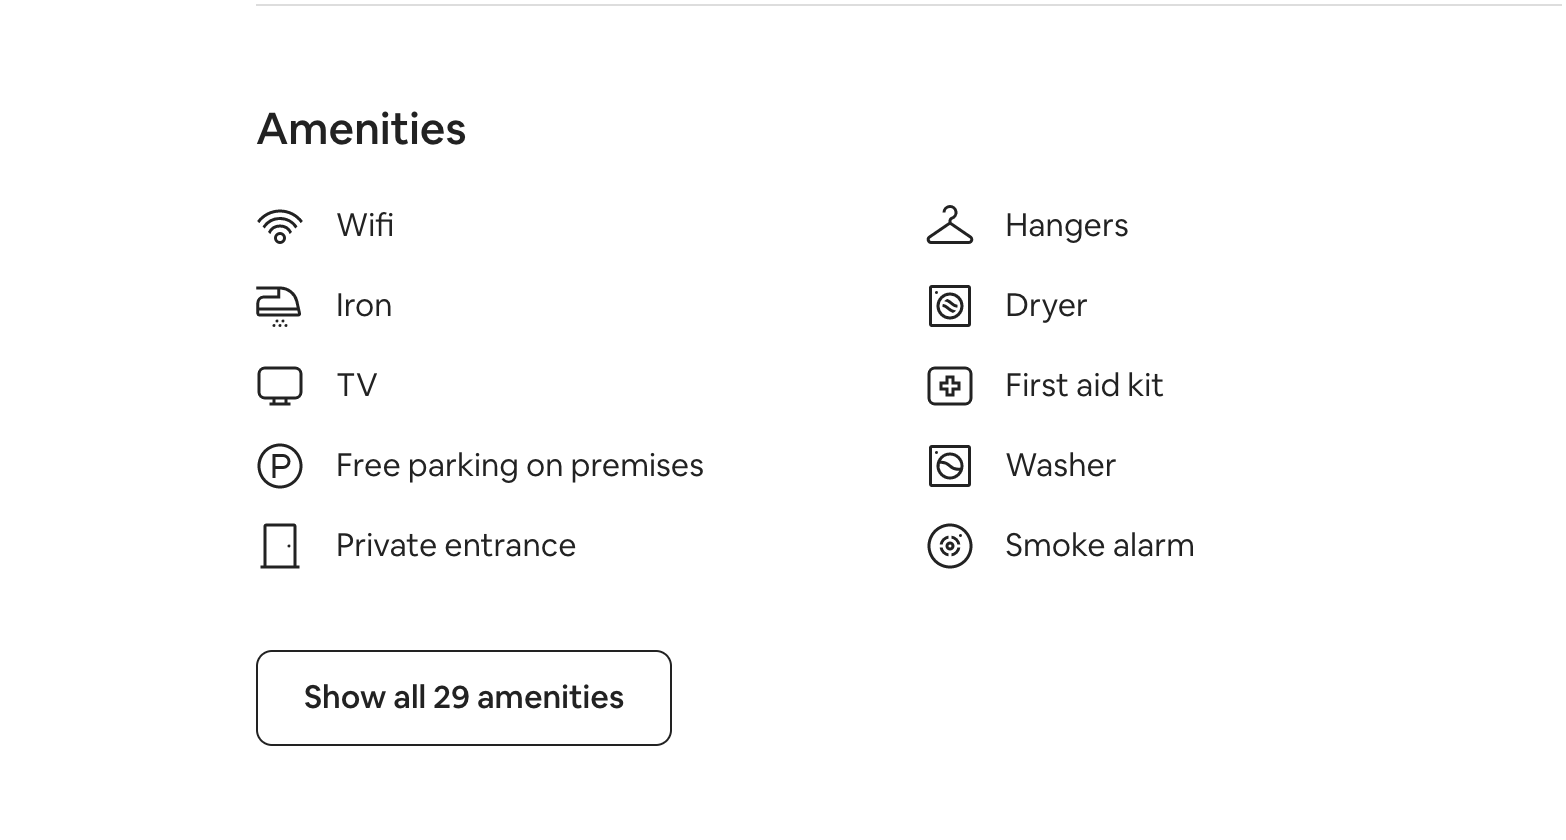 Amenities
Wifi
Hangers
Iron
Dryer
TV
First aid kit
Free parking on premises
Washer
Private entrance
Smoke alarm
Show all 29 amenities